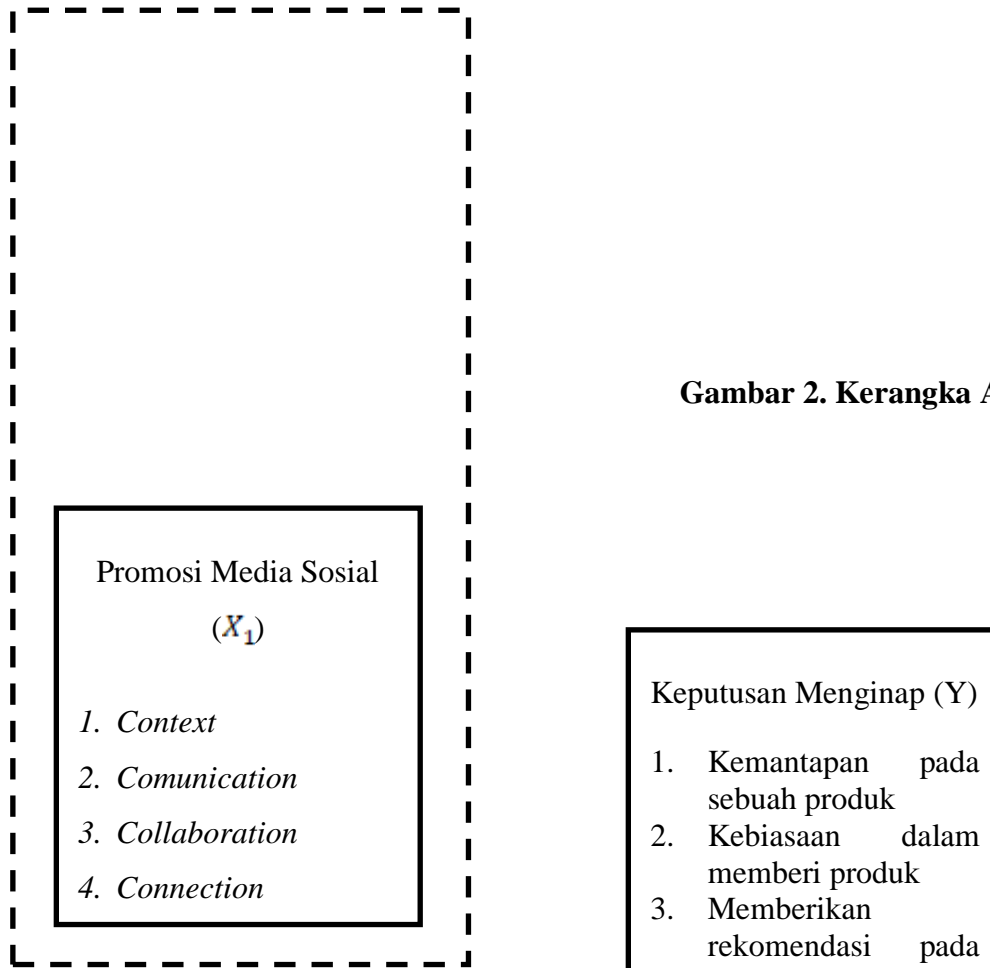 Gambar 2. Kerangka A
Promosi Media Sosial
(X₁)
1. Context
2. Comunication
3. Collaboration
4. Connection
Keputusan Menginap (Y)
1. Kemantapan pada
sebuah produk
2. Kebiasaan dalam
memberi produk
3. Memberikan
rekomendasi pada